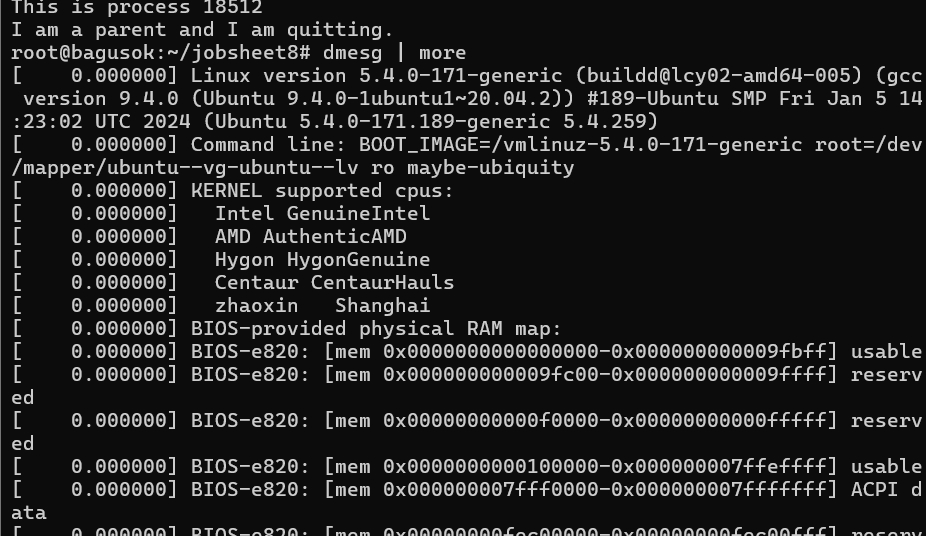 This is process 18512
I am a parent and I am quitting.
root@bagusok:~/jobsheet8# dmesg | more
[    0.000000] Linux version 5.4.0-171-generic (buildd@lcy02-amd64-005) (gcc
 version 9.4.0 (Ubuntu 9.4.0-1ubuntu1~20.04.2)) #189-Ubuntu SMP Fri Jan 5 14
:23:02 UTC 2024 (Ubuntu 5.4.0-171.189-generic 5.4.259)
[    0.000000] Command line: BOOT_IMAGE=/vmlinuz-5.4.0-171-generic root=/dev
/mapper/ubuntu--vg-ubuntu--lv ro maybe-ubiquity
[    0.000000] KERNEL supported cpus:
[    0.000000]   Intel GenuineIntel
[    0.000000]   AMD AuthenticAMD
[    0.000000]   Hygon HygonGenuine
[    0.000000]   Centaur CentaurHauls
[    0.000000]   zhaoxin   Shanghai
[    0.000000] BIOS-provided physical RAM map:
[    0.000000] BIOS-e820: [mem 0x0000000000000000-0x000000000009fbff] usable
[    0.000000] BIOS-e820: [mem 0x000000000009fc00-0x000000000009ffff] reserv
ed
[    0.000000] BIOS-e820: [mem 0x00000000000f0000-0x00000000000fffff] reserv
ed
[    0.000000] BIOS-e820: [mem 0x0000000000100000-0x000000007ffeffff] usable
[    0.000000] BIOS-e820: [mem 0x000000007fff0000-0x000000007fffffff] ACPI d
ata
[    0.000000] BIOS-e820: [mem 0x00000000fec00000-0x00000000fec00fff] reserv